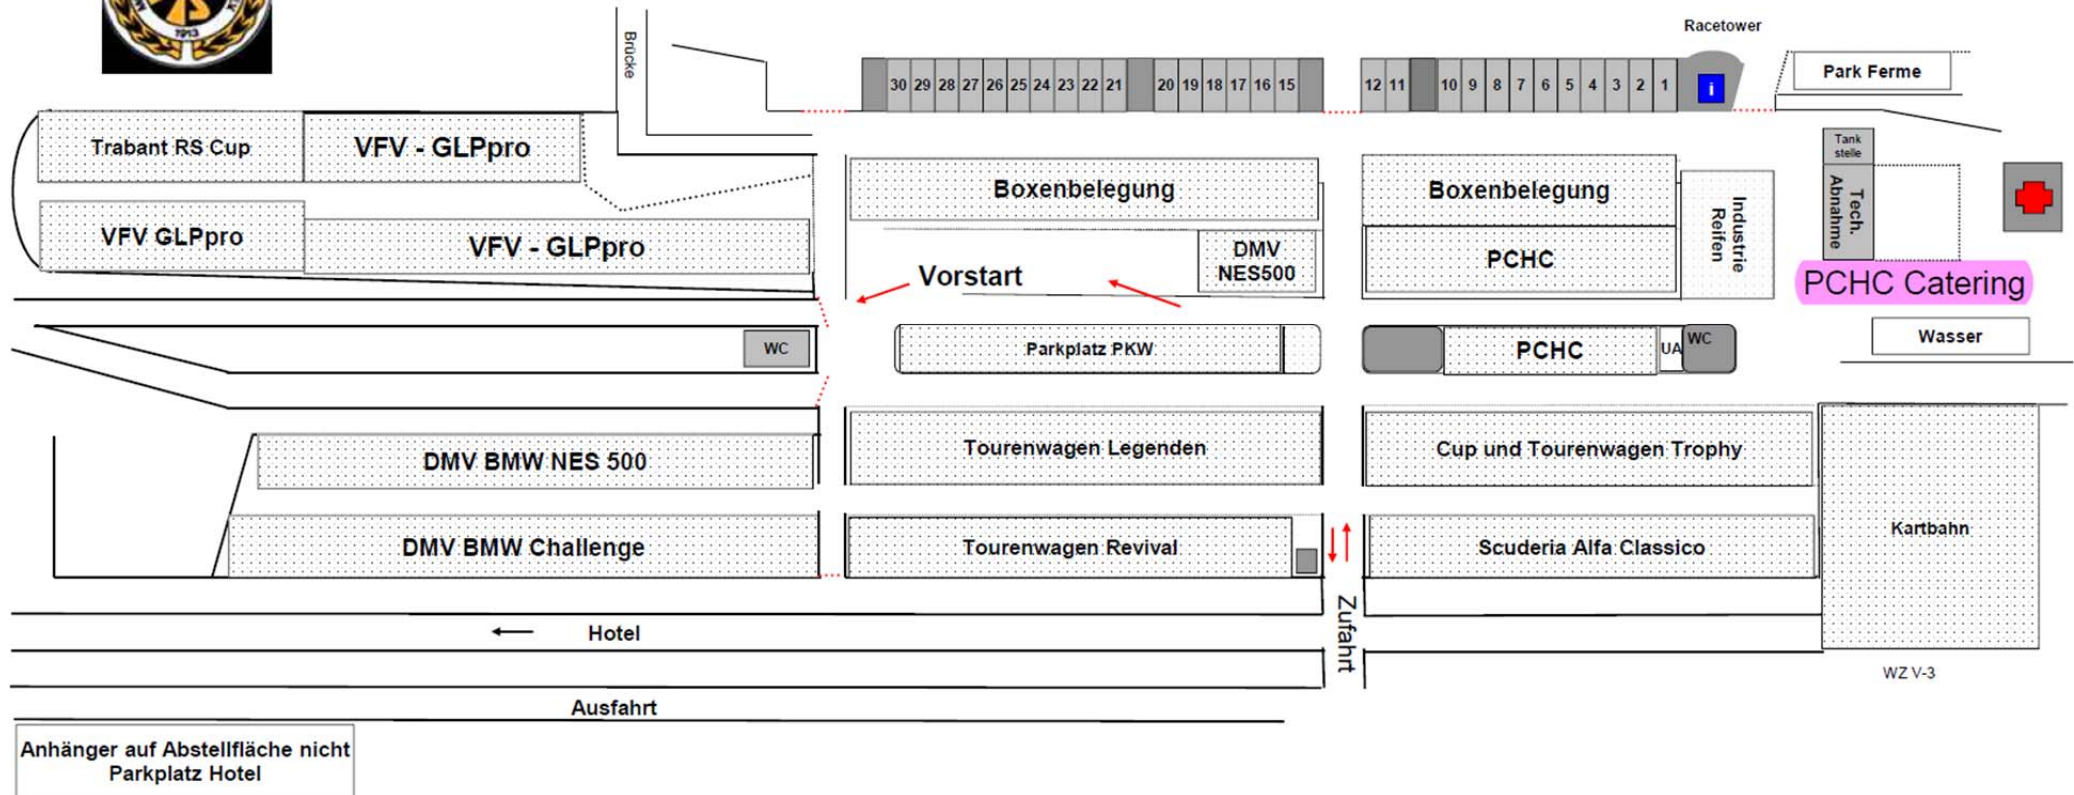 1913
Racetower
Brücke
30 29 28 27 26 25 24 23 22 21 20 19 18 17 16 15
12 11 10 9 8 7 6 5 4 3 2 1
i
Park Ferme
Trabant RS Cup
VFV - GLPpro
Boxenbelegung
Boxenbelegung
Industrie
Reifen
Tank
stelle
Tech.
Abnahme
VFV GLPpro
VFV - GLPpro
DMV
NES500
PCHC
Vorstart
PCHC Catering
WC
Parkplatz PKW
PCHC
UA
WC
Wasser
DMV BMW NES 500
Tourenwagen Legenden
Cup und Tourenwagen Trophy
Kartbahn
DMV BMW Challenge
Tourenwagen Revival
Scuderia Alfa Classico
Hotel
Zufahrt
WZ V-3
Ausfahrt
Anhänger auf Abstellfläche nicht
Parkplatz Hotel